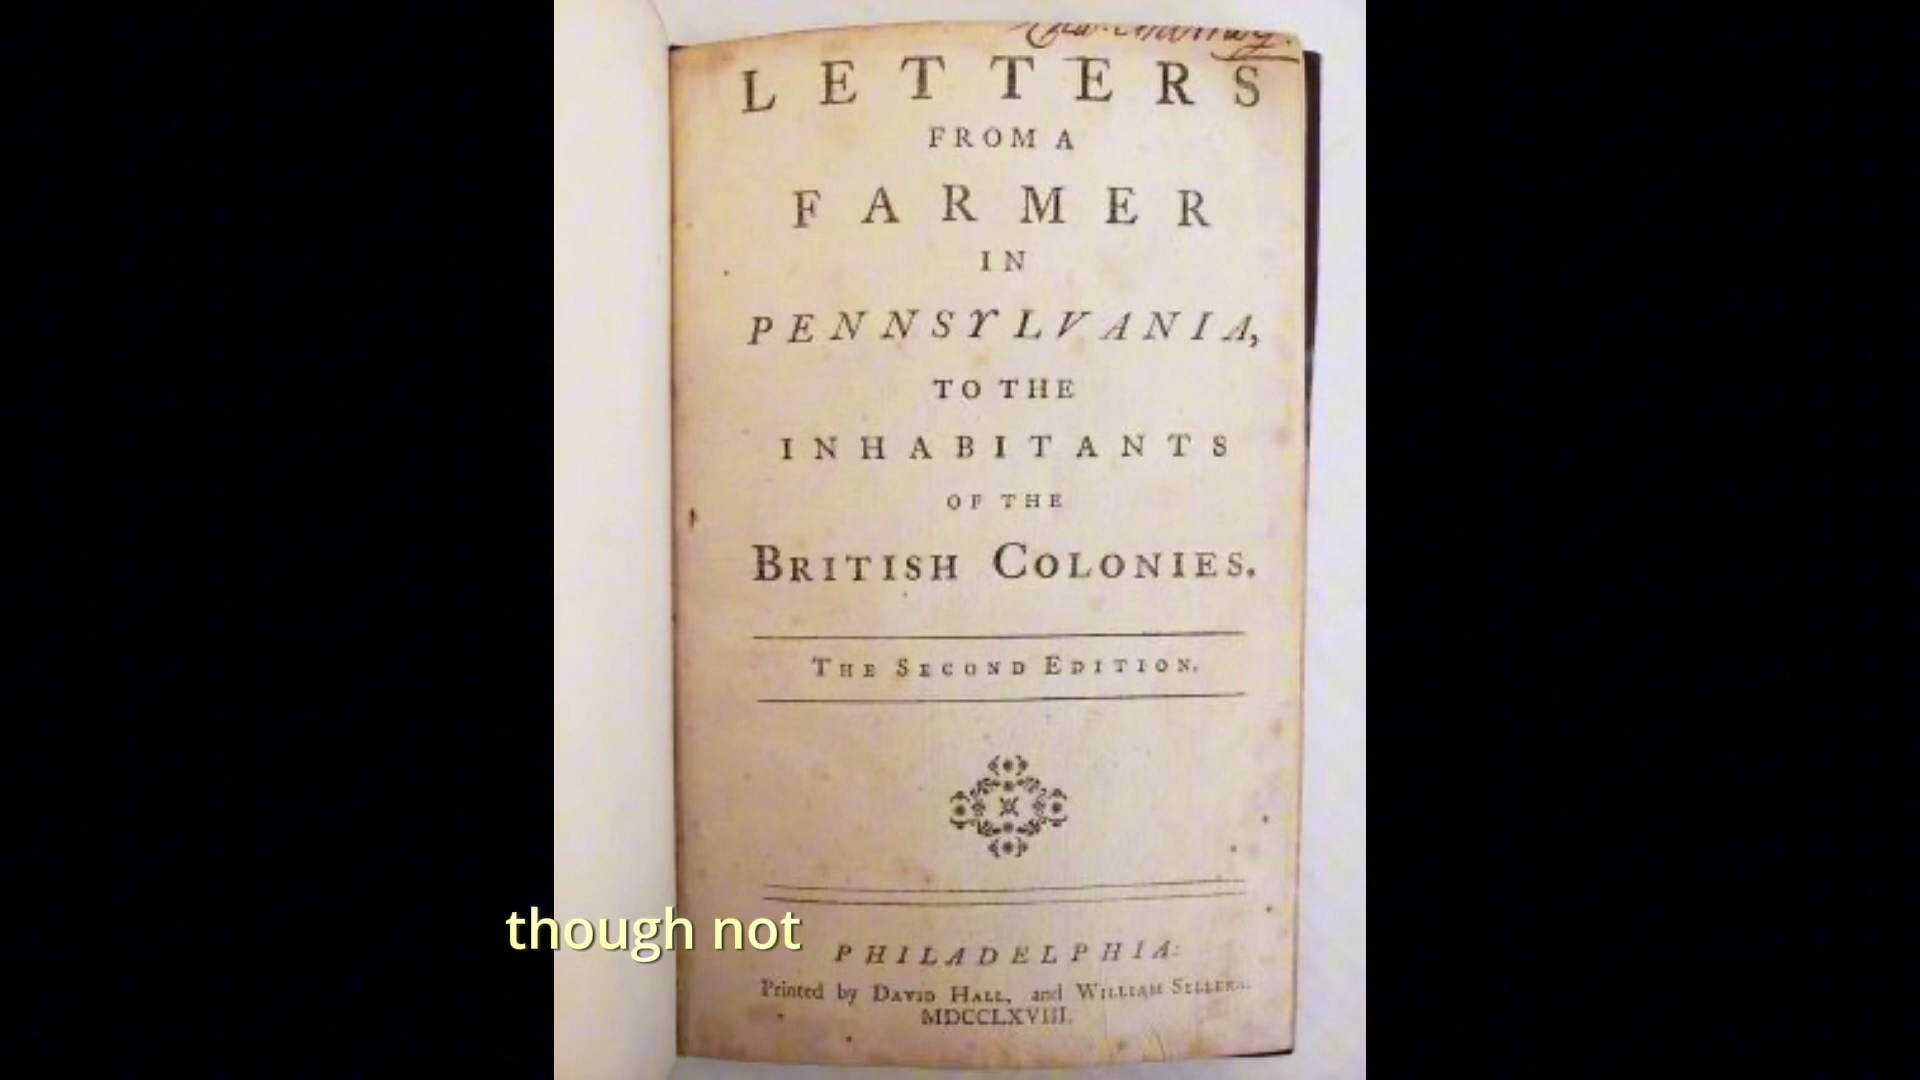 LETTERS
FROM A
FARMER
IN
PENNSYLVANIA,
TO THE
INHABITANTS
OF THE
BRITISH COLONIES.
THE SECOND EDITION.
though not
PHILADELPHIA:
Printed by DAVID HALL, and WILLIAM SELLERS.
MDCCLXVIII.